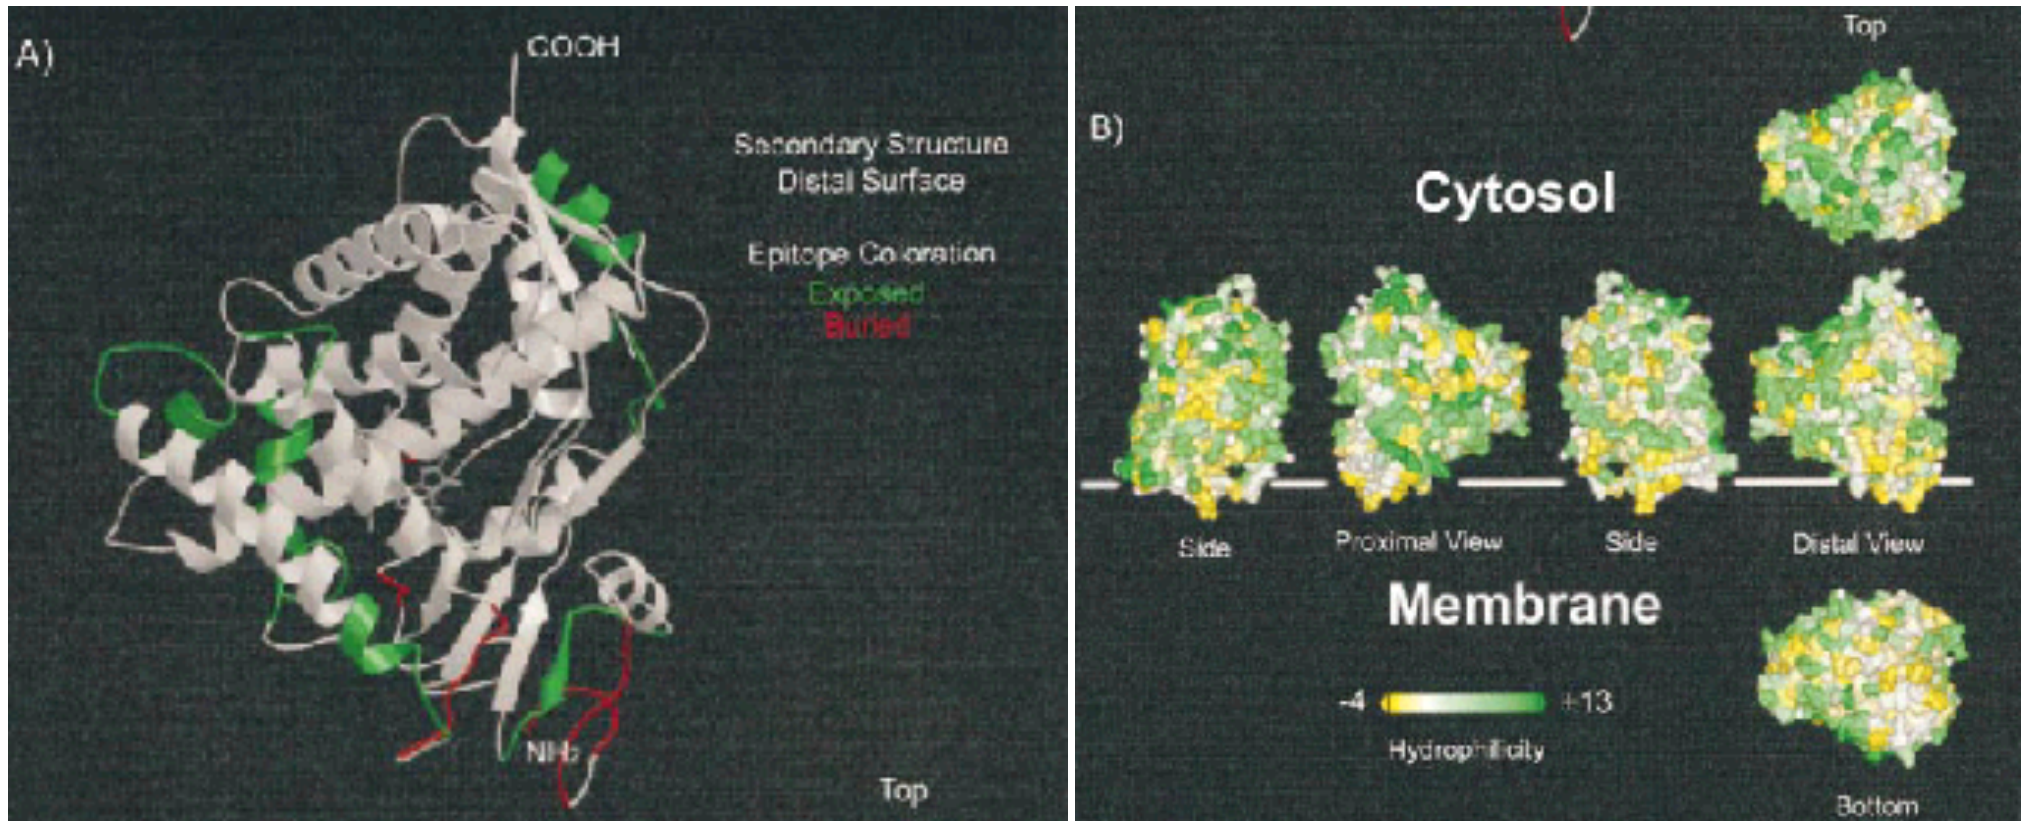 A)
COOH
Secondary Structure
Distal Surface
Epitope Coloration
Exposed
Buried
NH₂
Top
Top
B)
Cytosol
Side
Proximal View
Side
Distal View
Membrane
-4
+13
Hydrophillicity
Bottom